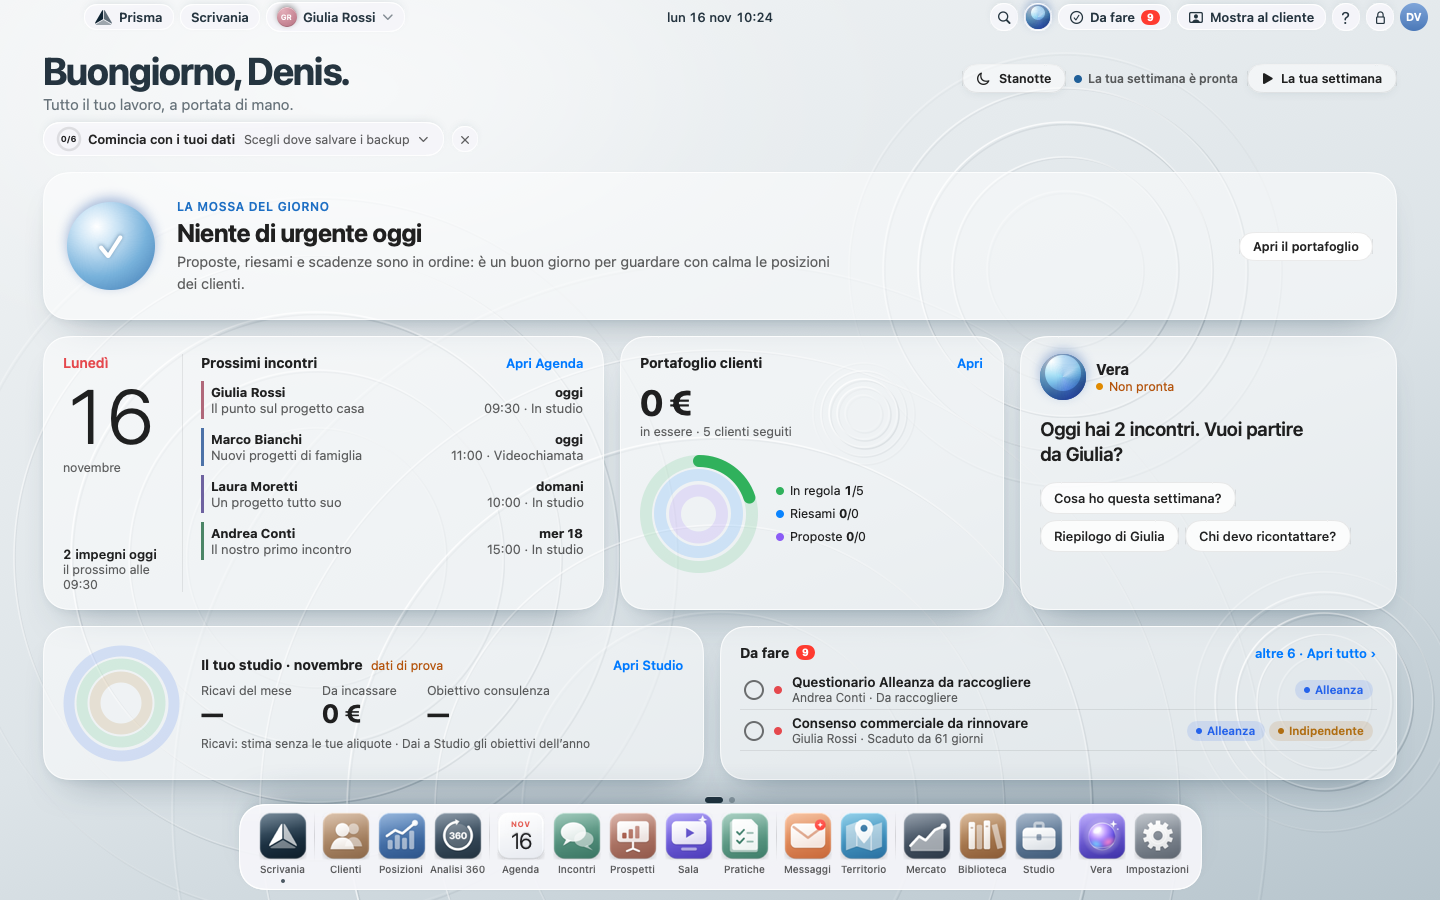 Prisma
Scrivania
GR Giulia Rossi
lun 16 nov 10:24
Da fare 9
Mostra al cliente
?
DV
Buongiorno, Denis.
Tutto il tuo lavoro, a portata di mano.
Stanotte
La tua settimana è pronta
La tua settimana
0/6 Comincia con i tuoi dati Scegli dove salvare i backup
LA MOSSA DEL GIORNO
Niente di urgente oggi
Proposte, riesami e scadenze sono in ordine: è un buon giorno per guardare con calma le posizioni
dei clienti.
Apri il portafoglio
Lunedì
16
novembre
2 impegni oggi
il prossimo alle
09:30
Prossimi incontri
Apri Agenda
Giulia Rossi oggi
Il punto sul progetto casa 09:30 · In studio
Marco Bianchi oggi
Nuovi progetti di famiglia 11:00 · Videochiamata
Laura Moretti domani
Un progetto tutto suo 10:00 · In studio
Andrea Conti mer 18
Il nostro primo incontro 15:00 · In studio
Portafoglio clienti
Apri
0 €
in essere · 5 clienti seguiti
In regola 1/5
Riesami 0/0
Proposte 0/0
Vera
Non pronta
Oggi hai 2 incontri. Vuoi partire
da Giulia?
Cosa ho questa settimana?
Riepilogo di Giulia
Chi devo ricontattare?
Il tuo studio · novembre dati di prova
Apri Studio
Ricavi del mese Da incassare Obiettivo consulenza
— 0 € —
Ricavi: stima senza le tue aliquote · Dai a Studio gli obiettivi dell'anno
Da fare 9
altre 6 · Apri tutto ›
Questionario Alleanza da raccogliere
Andrea Conti · Da raccogliere
Alleanza
Consenso commerciale da rinnovare
Giulia Rossi · Scaduto da 61 giorni
Alleanza Indipendente
360
NOV
16
Scrivania Clienti Posizioni Analisi 360 Agenda Incontri Prospetti Sala Pratiche Messaggi Territorio Mercato Biblioteca Studio Vera Impostazioni